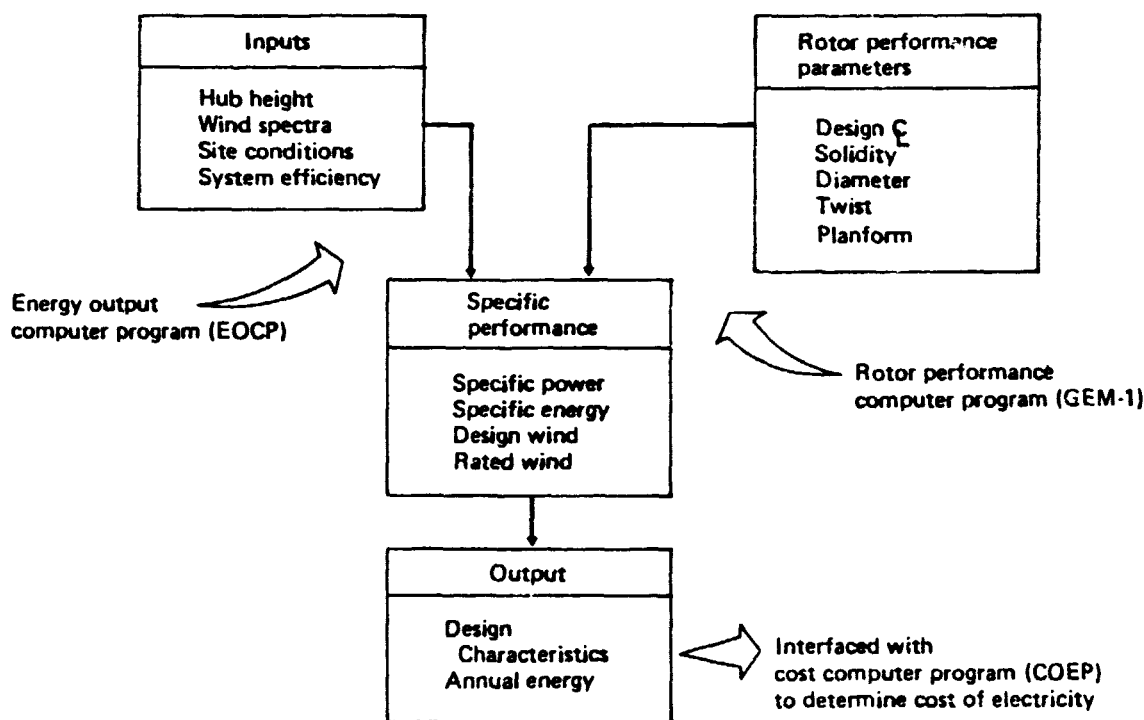 Inputs
Hub height
Wind spectra
Site conditions
System efficiency
Rotor performance
parameters
Design C_L
Solidity
Diameter
Twist
Planform
Energy output
computer program (EOCP)
Specific
performance
Specific power
Specific energy
Design wind
Rated wind
Rotor performance
computer program (GEM-1)
Output
Design
Characteristics
Annual energy
Interfaced with
cost computer program (COEP)
to determine cost of electricity